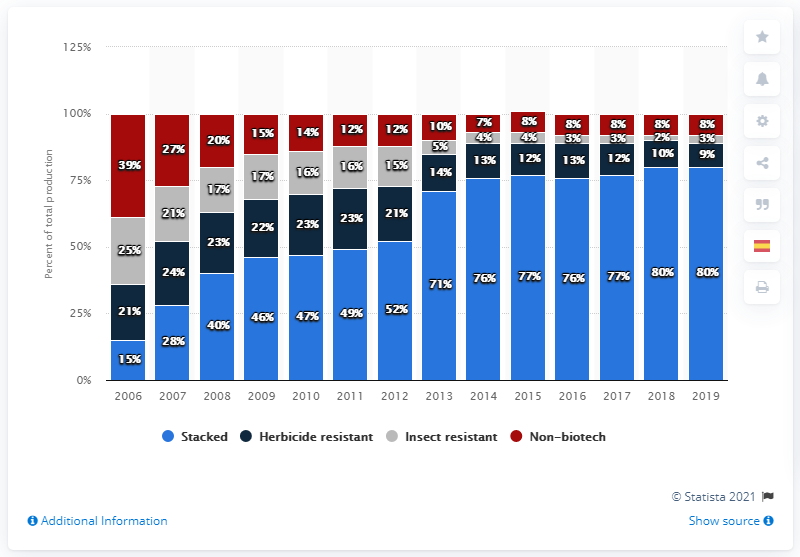 125%
100%
75%
50%
25%
0%
Percent of total production
39% 27% 20% 15% 14% 12% 12% 10% 7% 8% 8% 8% 8% 8%
25% 21% 17% 17% 16% 16% 15% 5% 4% 4% 3% 3% 2% 3%
21% 24% 23% 22% 23% 23% 21% 14% 13% 12% 13% 12% 10% 9%
15% 28% 40% 46% 47% 49% 52% 71% 76% 77% 76% 77% 80% 80%
2006 2007 2008 2009 2010 2011 2012 2013 2014 2015 2016 2017 2018 2019
Stacked Herbicide resistant Insect resistant Non-biotech
© Statista 2021
Additional Information Show source